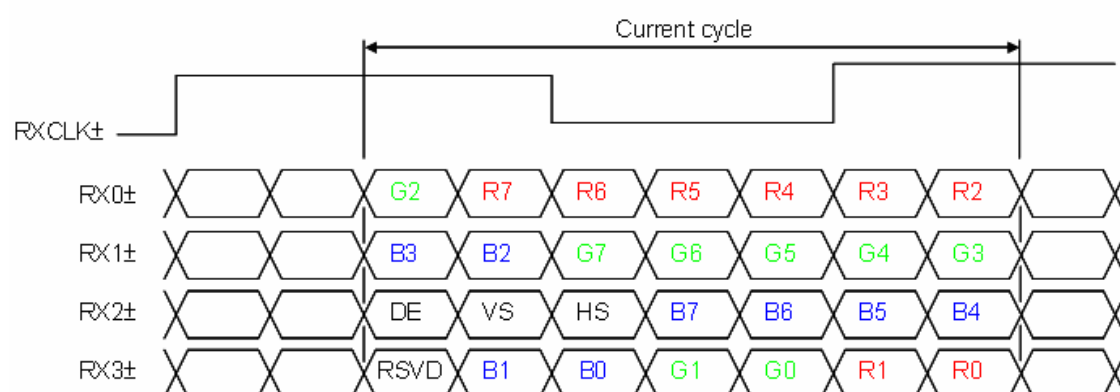 Current cycle
RXCLK±
RX0± G2 R7 R6 R5 R4 R3 R2
RX1± B3 B2 G7 G6 G5 G4 G3
RX2± DE VS HS B7 B6 B5 B4
RX3± RSVD B1 B0 G1 G0 R1 R0